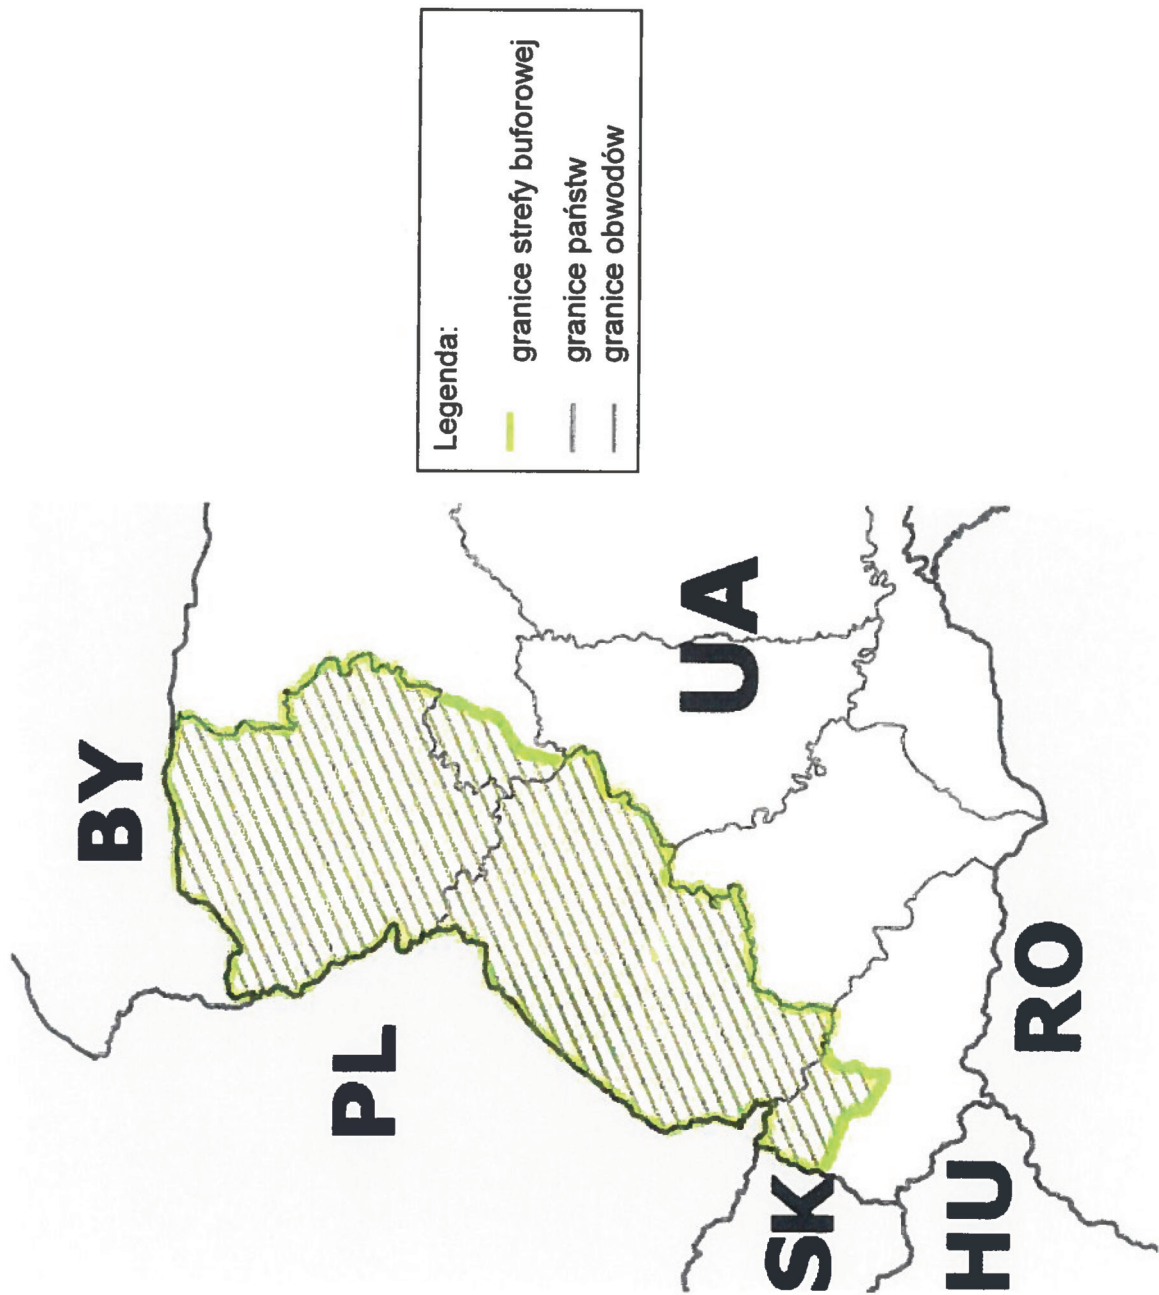 Legenda:
granice strefy buforowej
granice państw
granice obwodów
BY
PL
UA
SK
HU
RO